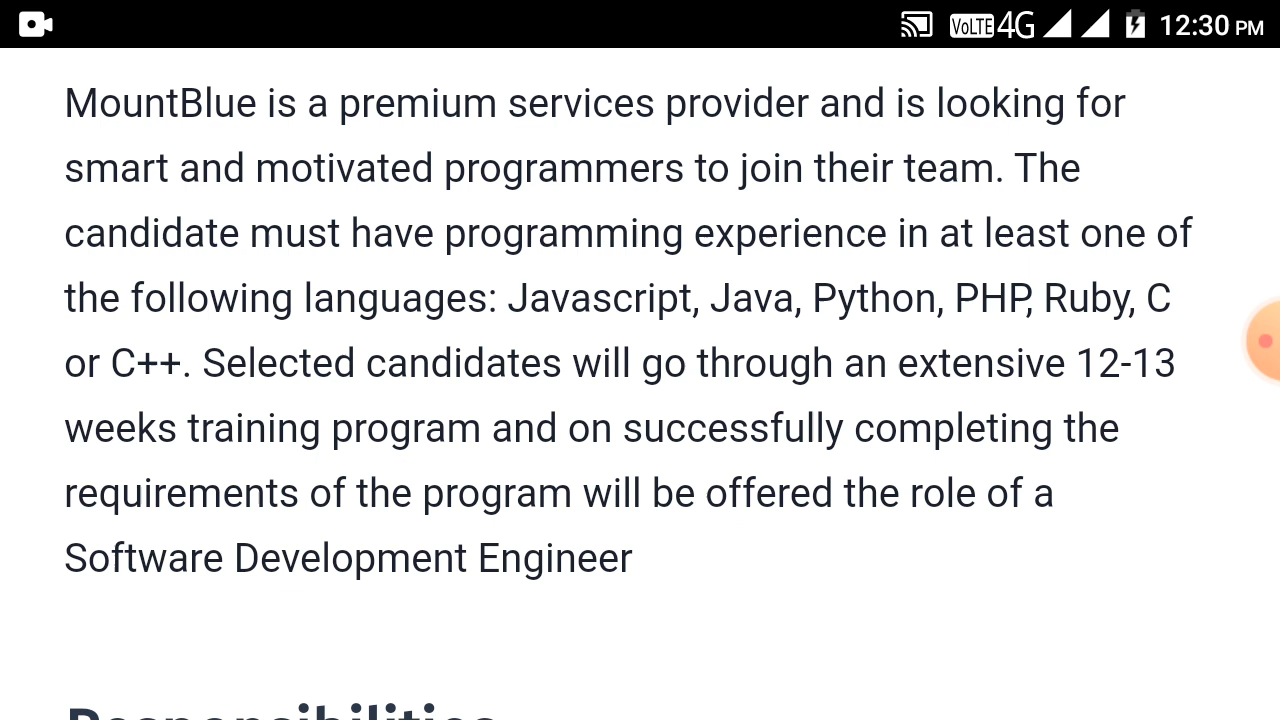 VoLTE 4G 12:30 PM
MountBlue is a premium services provider and is looking for
smart and motivated programmers to join their team. The
candidate must have programming experience in at least one of
the following languages: Javascript, Java, Python, PHP, Ruby, C
or C++. Selected candidates will go through an extensive 12-13
weeks training program and on successfully completing the
requirements of the program will be offered the role of a
Software Development Engineer
Responsibilities